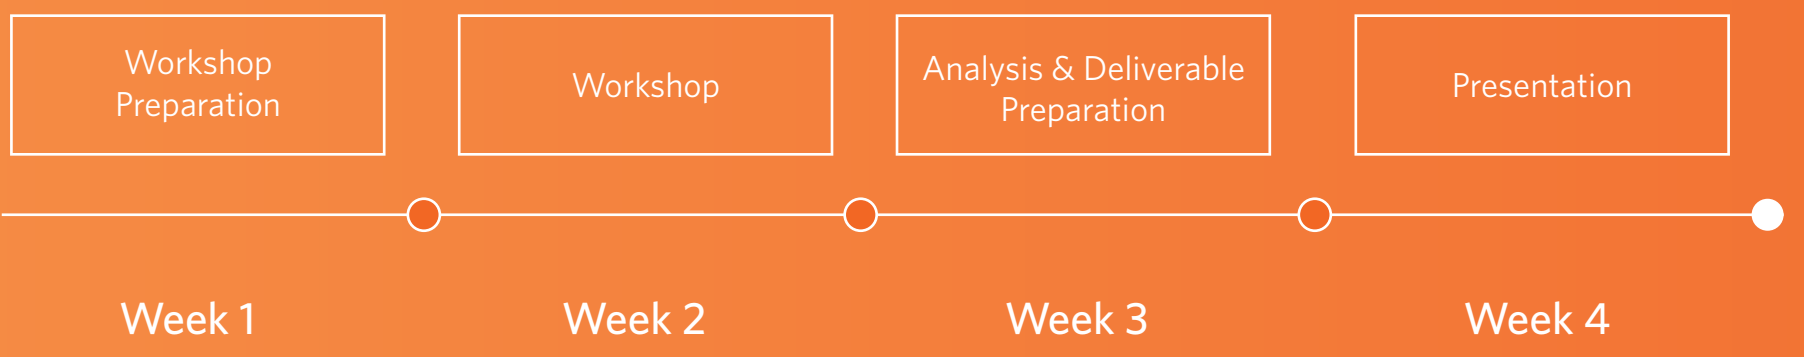 Workshop
Preparation
Workshop
Analysis & Deliverable
Preparation
Presentation
Week 1
Week 2
Week 3
Week 4